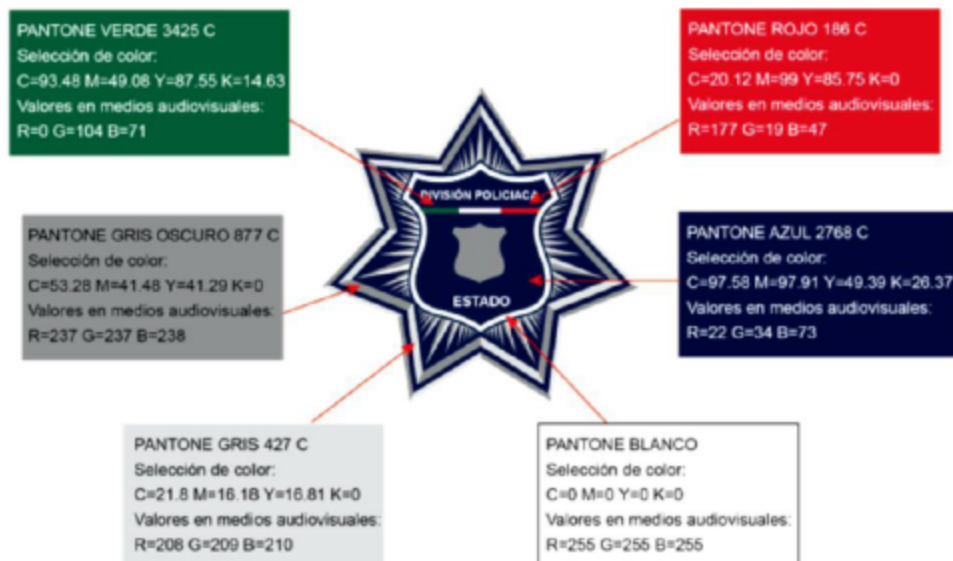 PANTONE VERDE 3425 C
Selección de color:
C=93.48 M=49.08 Y=87.55 K=14.63
Valores en medios audiovisuales:
R=0 G=104 B=71
PANTONE ROJO 186 C
Selección de color:
C=20.12 M=99 Y=85.75 K=0
Valores en medios audiovisuales:
R=177 G=19 B=47
DIVISIÓN POLICIACA
ESTADO
PANTONE GRIS OSCURO 877 C
Selección de color:
C=53.28 M=41.48 Y=41.29 K=0
Valores en medios audiovisuales:
R=237 G=237 B=238
PANTONE AZUL 2768 C
Selección de color:
C=97.58 M=97.91 Y=49.39 K=26.37
Valores en medios audiovisuales:
R=22 G=34 B=73
PANTONE GRIS 427 C
Selección de color:
C=21.8 M=16.18 Y=16.81 K=0
Valores en medios audiovisuales:
R=208 G=209 B=210
PANTONE BLANCO
Selección de color:
C=0 M=0 Y=0 K=0
Valores en medios audiovisuales:
R=255 G=255 B=255